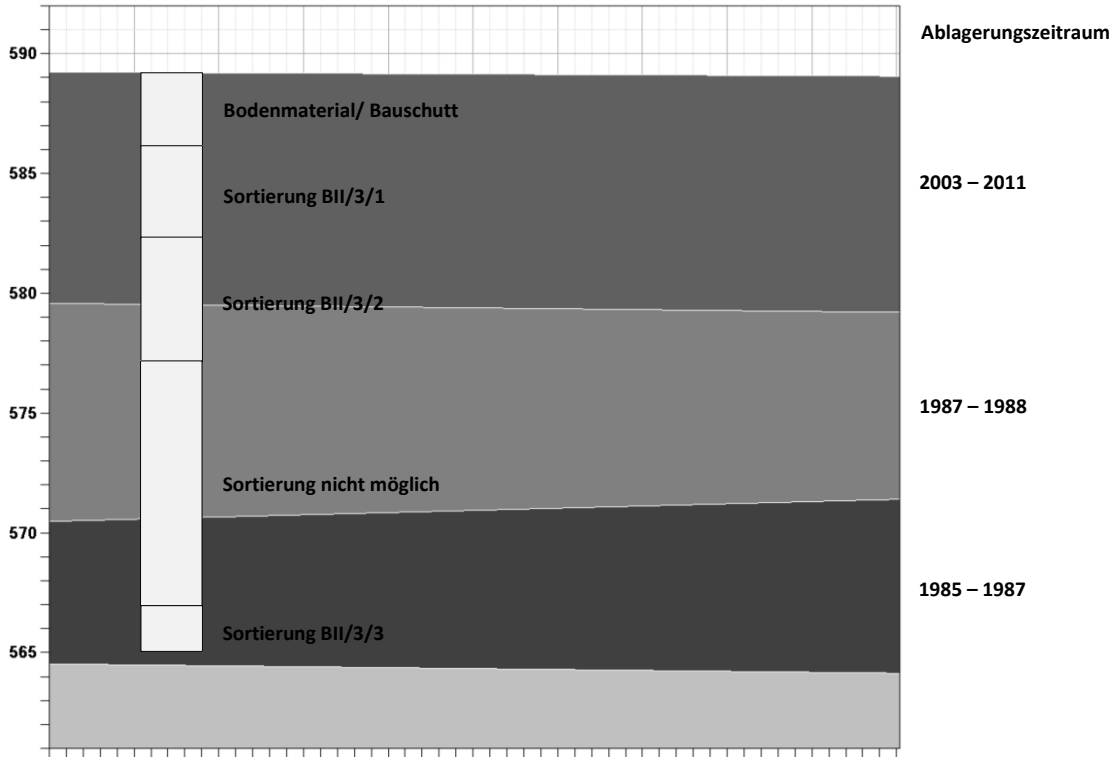 Ablagerungszeitraum
590
Bodenmaterial/ Bauschutt
585
2003 – 2011
Sortierung BII/3/1
580
Sortierung BII/3/2
575
1987 – 1988
Sortierung nicht möglich
570
1985 – 1987
Sortierung BII/3/3
565